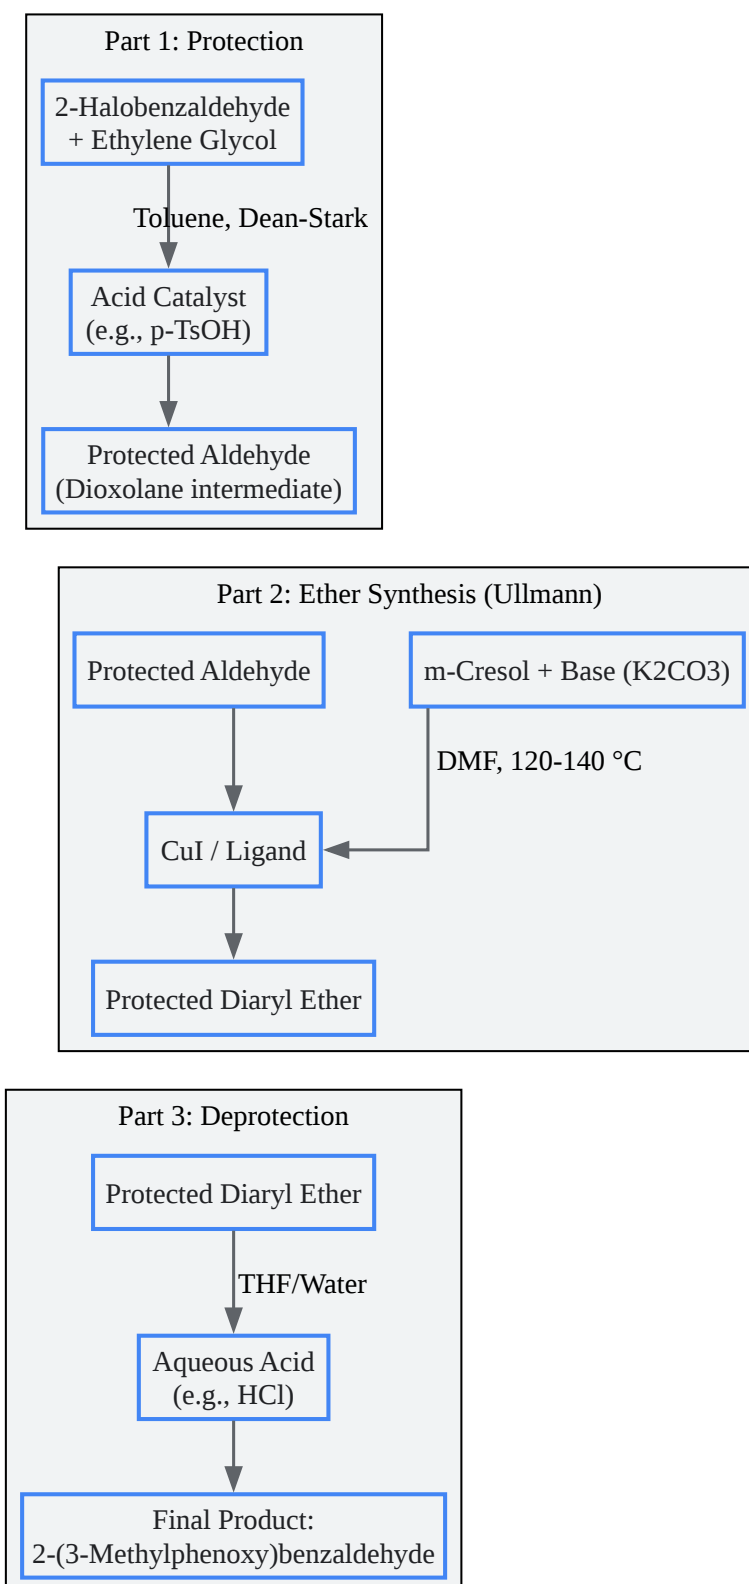 Part 1: Protection
2-Halobenzaldehyde
+ Ethylene Glycol
Toluene, Dean-Stark
Acid Catalyst
(e.g., p-TsOH)
Protected Aldehyde
(Dioxolane intermediate)
Part 2: Ether Synthesis (Ullmann)
Protected Aldehyde
m-Cresol + Base (K2CO3)
DMF, 120-140 °C
CuI / Ligand
Protected Diaryl Ether
Part 3: Deprotection
Protected Diaryl Ether
THF/Water
Aqueous Acid
(e.g., HCl)
Final Product:
2-(3-Methylphenoxy)benzaldehyde